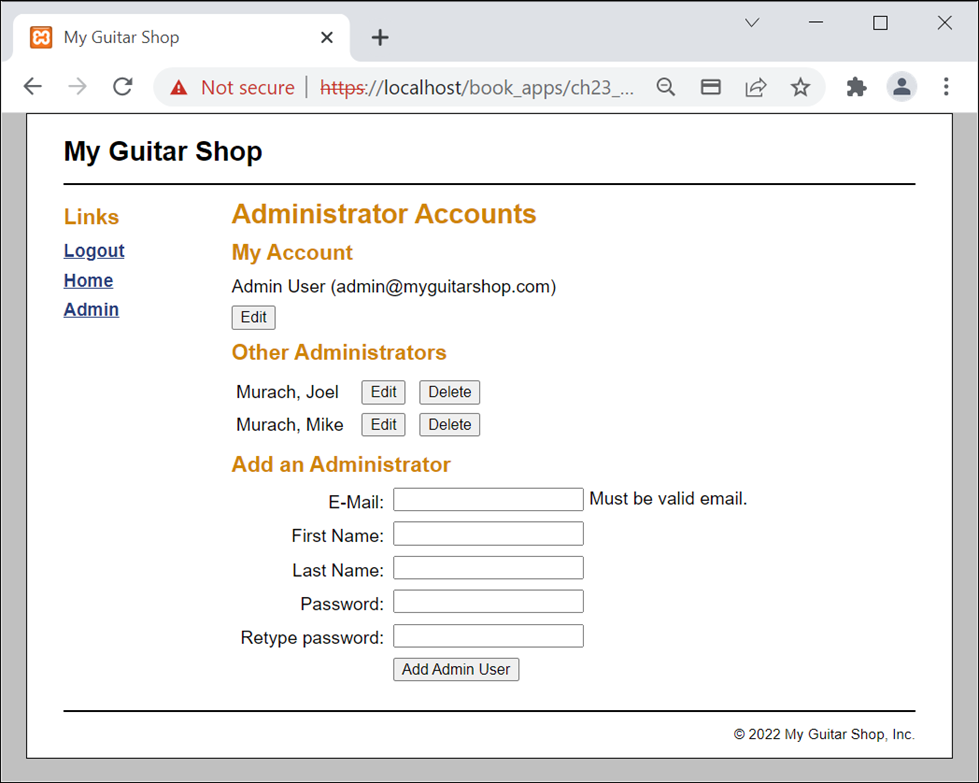 My Guitar Shop
Not secure | https://localhost/book_apps/ch23_...
My Guitar Shop
Links
Logout
Home
Admin
Administrator Accounts
My Account
Admin User (admin@myguitarshop.com)
Edit
Other Administrators
Murach, Joel Edit Delete
Murach, Mike Edit Delete
Add an Administrator
E-Mail: Must be valid email.
First Name:
Last Name:
Password:
Retype password:
Add Admin User
© 2022 My Guitar Shop, Inc.